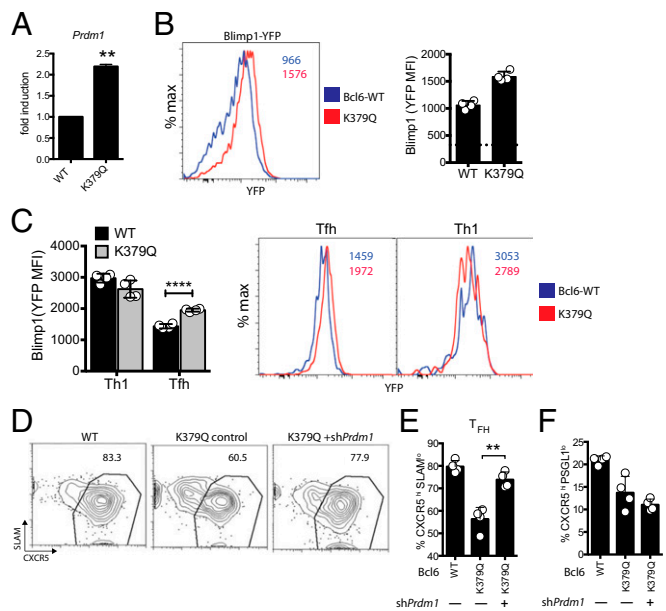 A
Prdm1
**
fold induction
2.5
2.0
1.5
1.0
0.5
0.0
WT
K379Q
B
Blimp1-YFP
966
1576
% max
YFP
Bcl6-WT
K379Q
Blimp1 (YFP MFI)
2000
1500
1000
500
0
WT
K379Q
C
WT
K379Q
Blimp1(YFP MFI)
4000
3000
2000
1000
0
****
Th1
Tfh
Tfh
Th1
1459
1972
3053
2789
% max
YFP
Bcl6-WT
K379Q
D
WT
K379Q control
K379Q +shPrdm1
83.3
60.5
77.9
SLAM
CXCR5
E
TFH
**
% CXCR5 hi SLAMlo
80
70
60
50
40
Bcl6
WT
K379Q
K379Q
shPrdm1
— — +
F
% CXCR5hiPSGL1lo
25
20
15
10
5
0
Bcl6
WT
K379Q
K379Q
shPrdm1
— — +